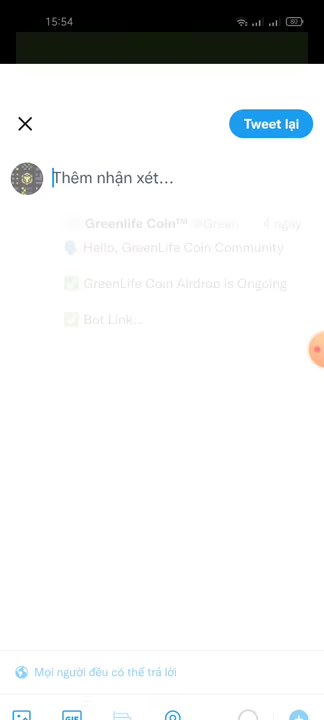 15:54
80
Tweet lại
Thêm nhận xét...
Greenlife Coin™ @Green 4 ngày
Hello, GreenLife Coin Community
GreenLife Coin Airdrop is Ongoing
Bot Link...
Mọi người đều có thể trả lời
GIF